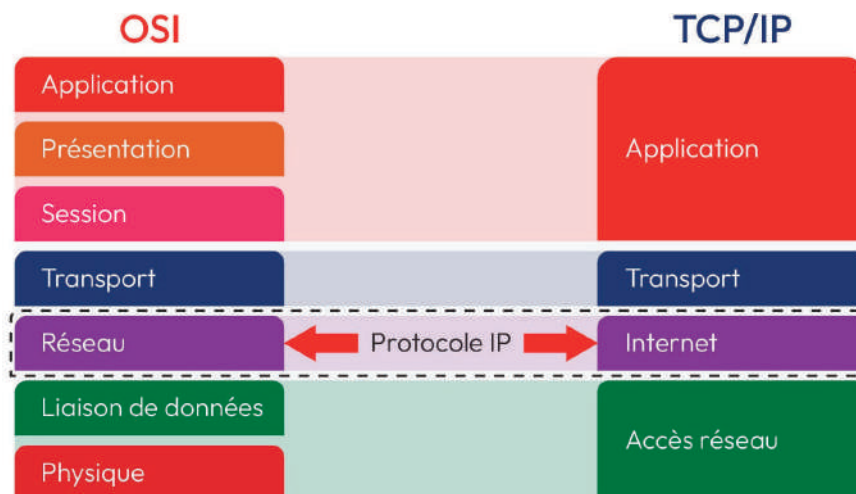 OSI
TCP/IP
Application
Présentation
Application
Session
Transport
Transport
Réseau
Protocole IP
Internet
Liaison de données
Accès réseau
Physique